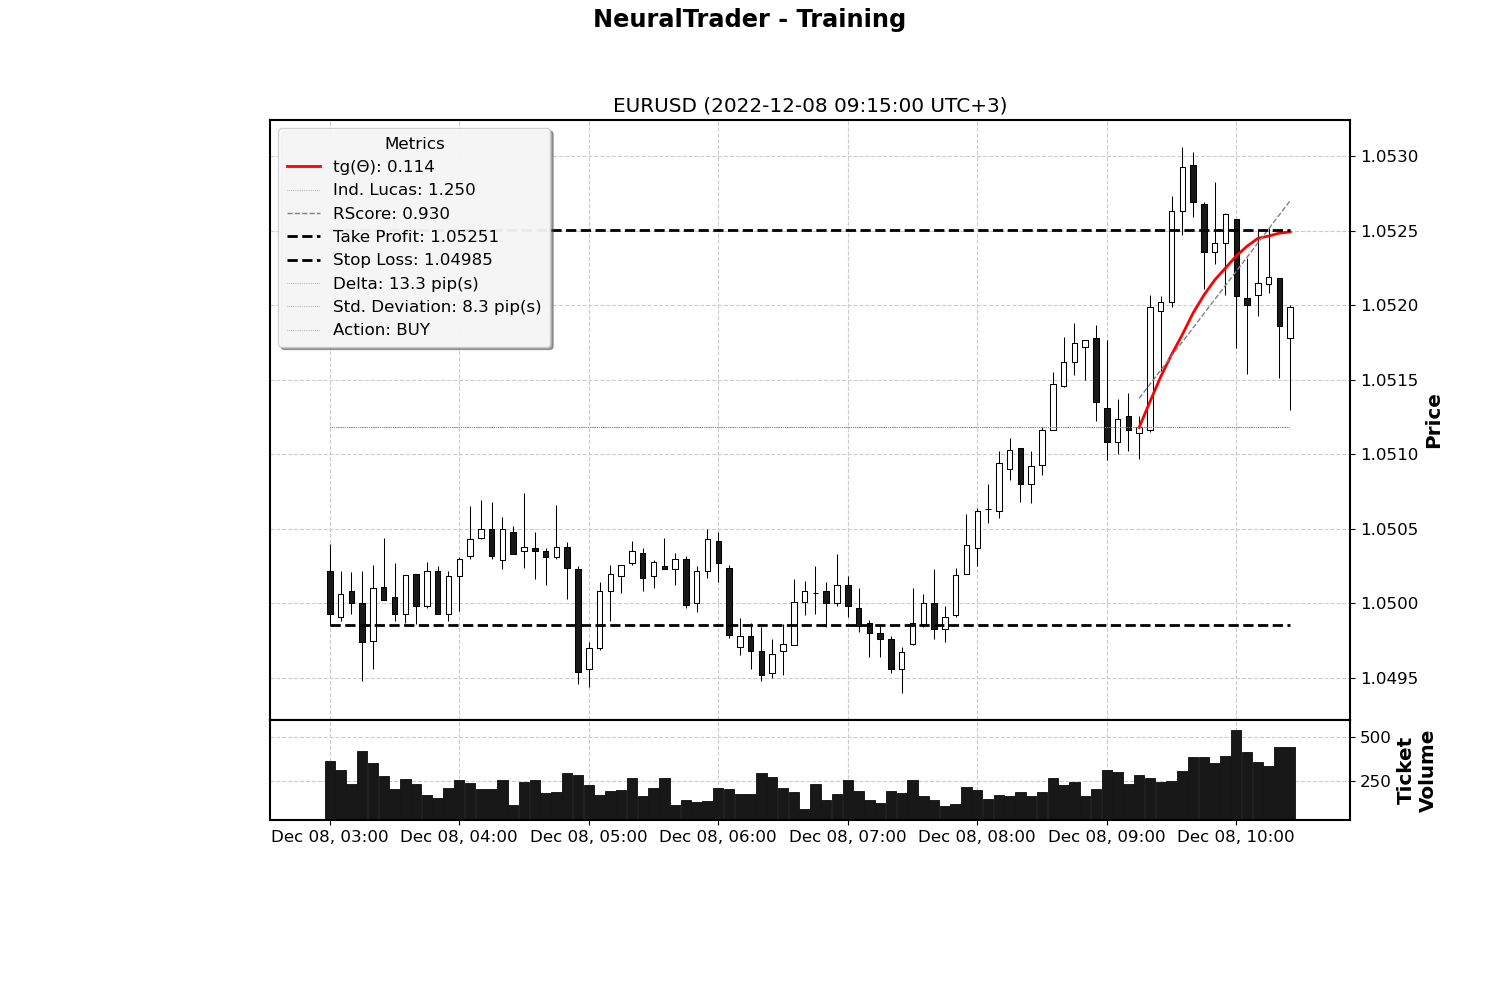 NeuralTrader - Training
EURUSD (2022-12-08 09:15:00 UTC+3)
Metrics
tg(Θ): 0.114
Ind. Lucas: 1.250
RScore: 0.930
Take Profit: 1.05251
Stop Loss: 1.04985
Delta: 13.3 pip(s)
Std. Deviation: 8.3 pip(s)
Action: BUY
1.0530
1.0525
1.0520
1.0515
1.0510
1.0505
1.0500
1.0495
Price
500
250
Ticket
Volume
Dec 08, 03:00
Dec 08, 04:00
Dec 08, 05:00
Dec 08, 06:00
Dec 08, 07:00
Dec 08, 08:00
Dec 08, 09:00
Dec 08, 10:00